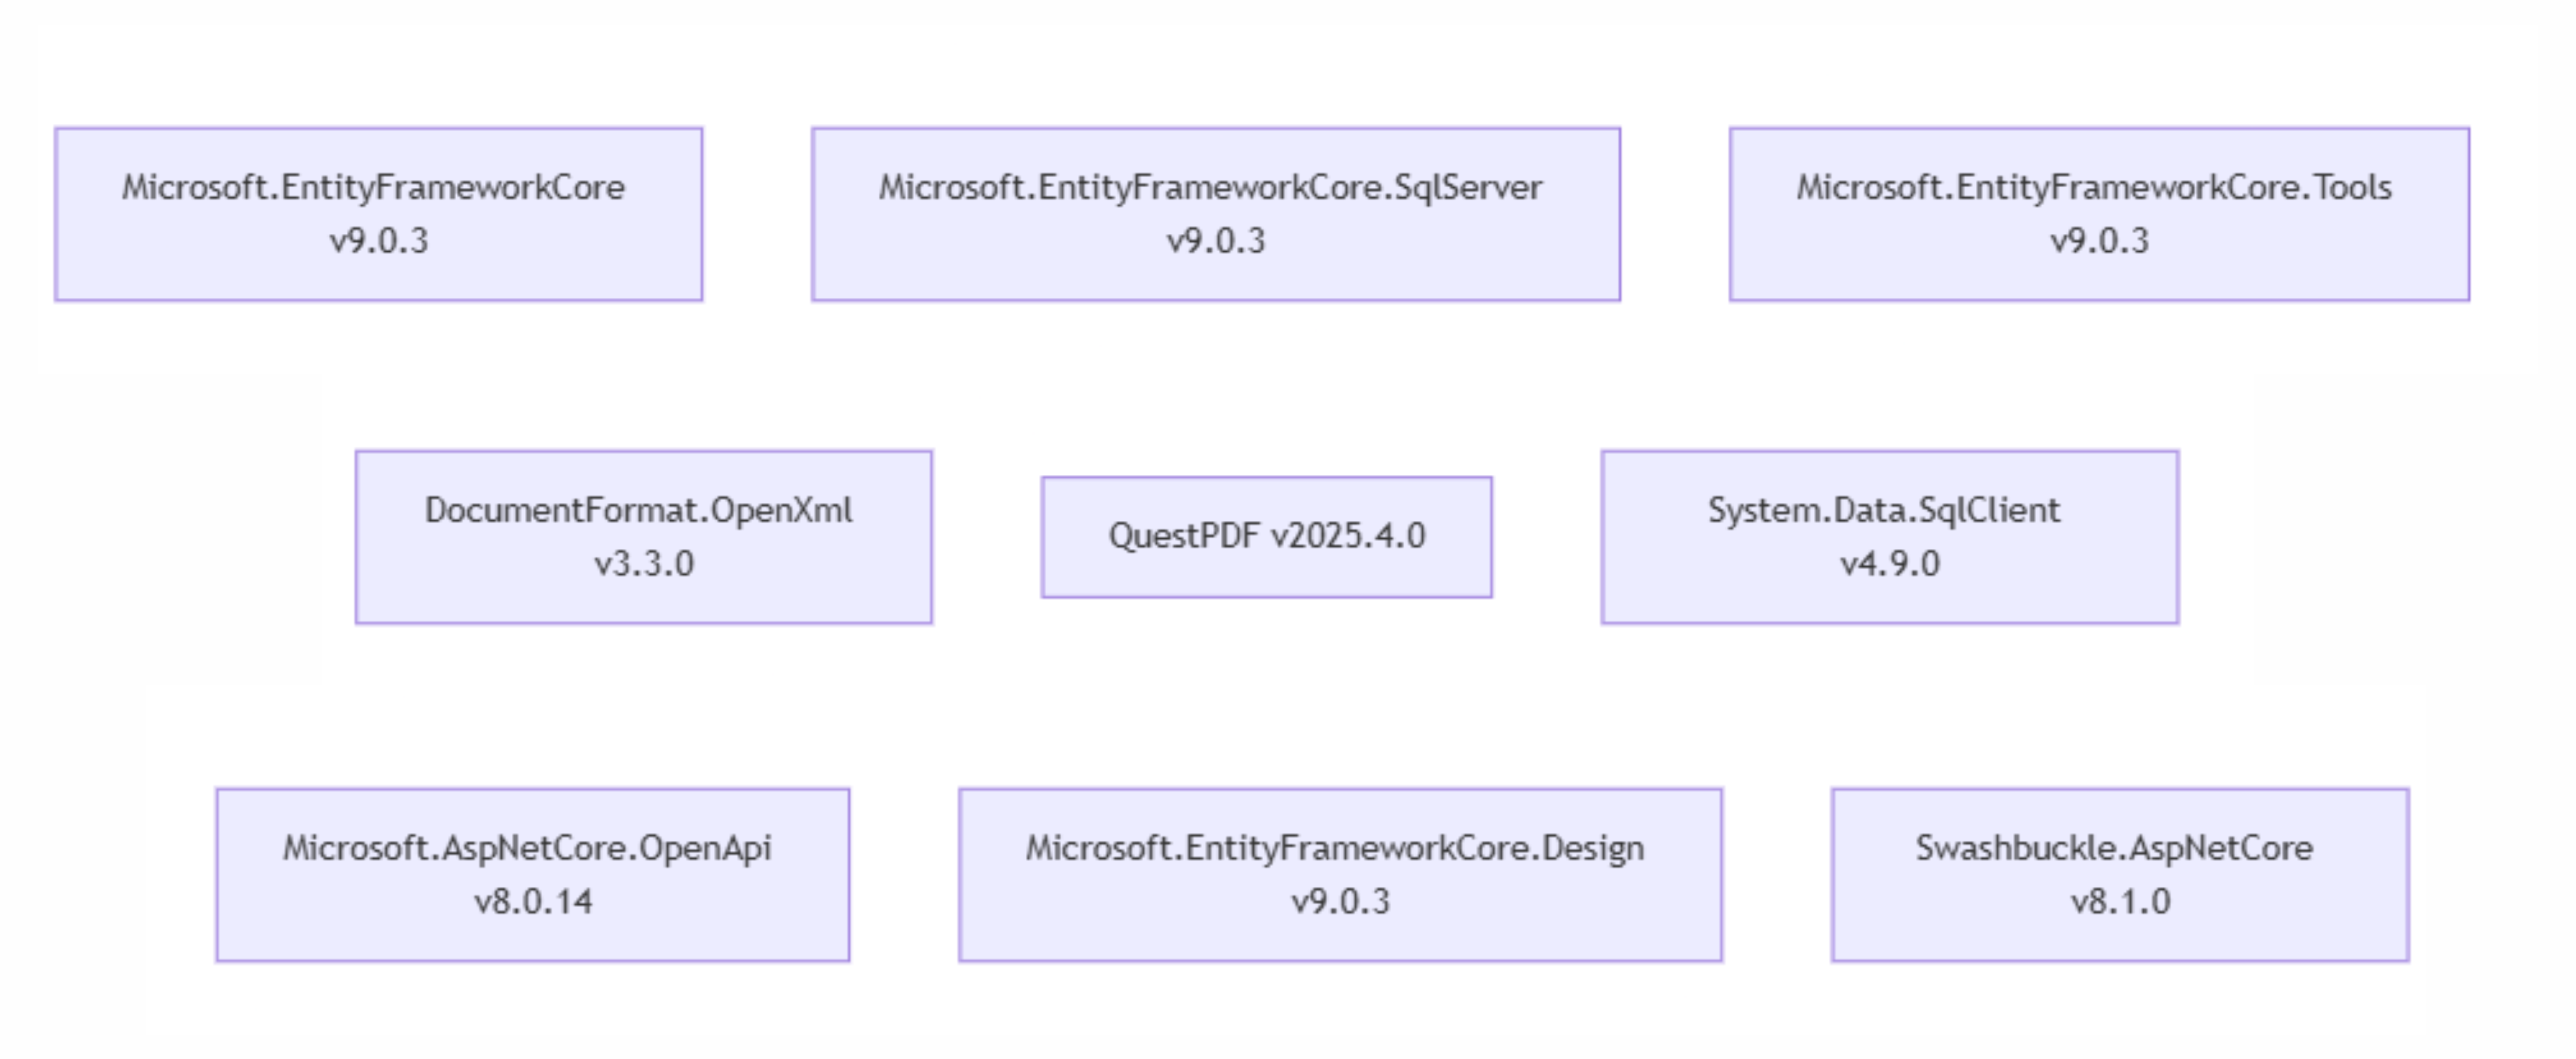 Microsoft.EntityFrameworkCore
v9.0.3
Microsoft.EntityFrameworkCore.SqlServer
v9.0.3
Microsoft.EntityFrameworkCore.Tools
v9.0.3
DocumentFormat.OpenXml
v3.3.0
QuestPDF v2025.4.0
System.Data.SqlClient
v4.9.0
Microsoft.AspNetCore.OpenApi
v8.0.14
Microsoft.EntityFrameworkCore.Design
v9.0.3
Swashbuckle.AspNetCore
v8.1.0